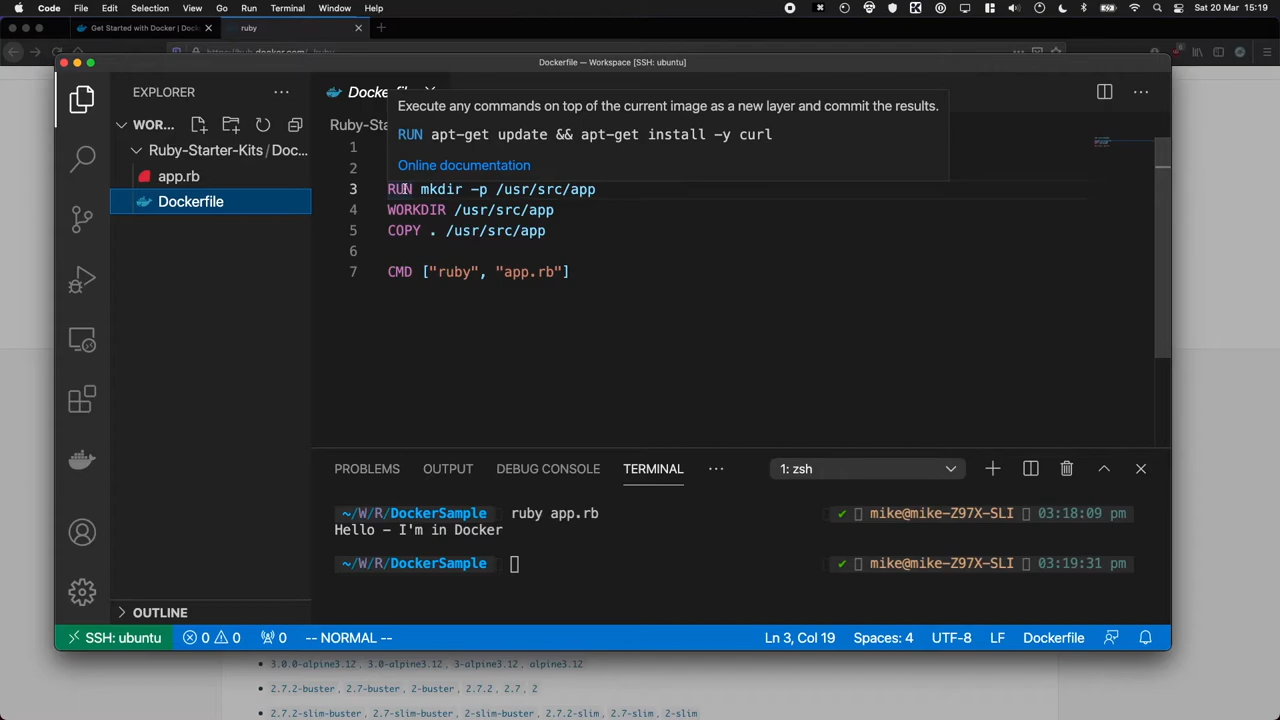 Code File Edit Selection View Go Run Terminal Window Help Sat 20 Mar 15:19
Get Started with Docker | Dock
ruby
https://hub.docker.com/_/ruby
Dockerfile — Workspace [SSH: ubuntu]
EXPLORER
WOR...
Ruby-Starter-Kits / Doc...
app.rb
Dockerfile
Docke
Ruby-Sta
Execute any commands on top of the current image as a new layer and commit the results.
RUN apt-get update && apt-get install -y curl
Online documentation
1
2
3 RUN mkdir -p /usr/src/app
4 WORKDIR /usr/src/app
5 COPY . /usr/src/app
6
7 CMD ["ruby", "app.rb"]
PROBLEMS OUTPUT DEBUG CONSOLE TERMINAL 1: zsh
~/W/R/DockerSample ruby app.rb mike@mike-Z97X-SLI 03:18:09 pm
Hello - I'm in Docker
~/W/R/DockerSample mike@mike-Z97X-SLI 03:19:31 pm
OUTLINE
SSH: ubuntu 0 0 0 -- NORMAL -- Ln 3, Col 19 Spaces: 4 UTF-8 LF Dockerfile
3.0.0-alpine3.12, 3.0-alpine3.12, 3-alpine3.12, alpine3.12
2.7.2-buster, 2.7-buster, 2-buster, 2.7.2, 2.7, 2
2.7.2-slim-buster, 2.7-slim-buster, 2-slim-buster, 2.7.2-slim, 2.7-slim, 2-slim